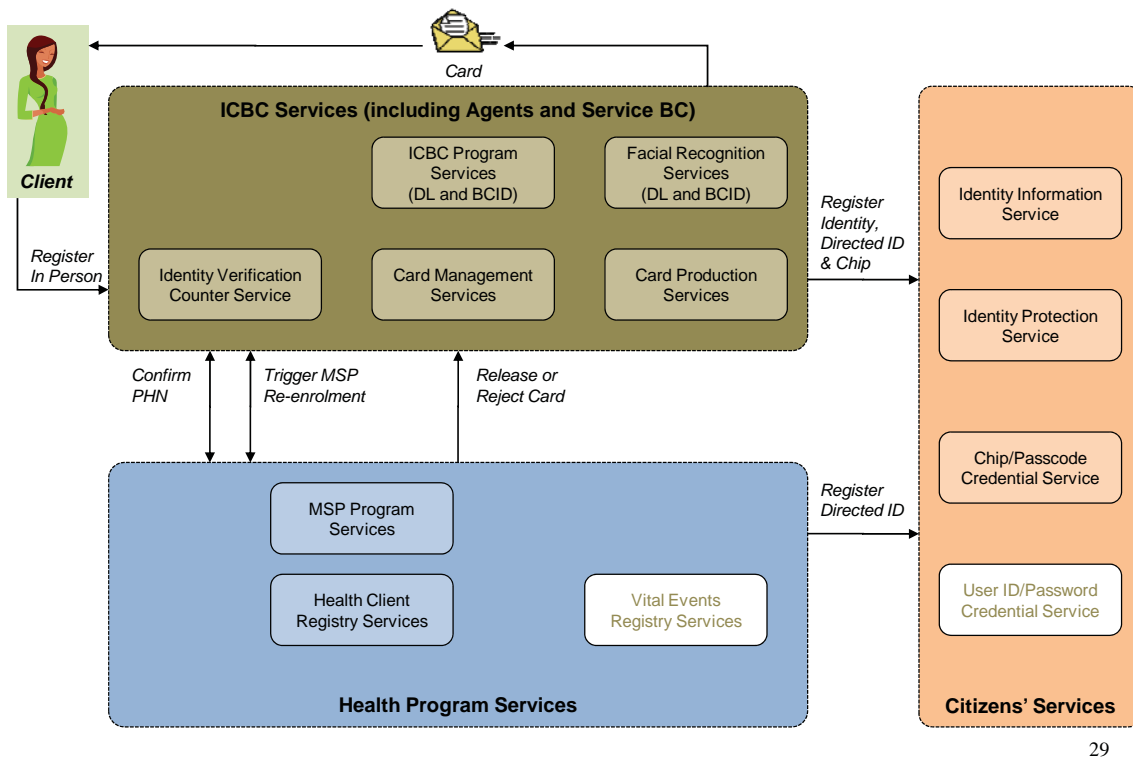 Card
Client
ICBC Services (including Agents and Service BC)
ICBC Program
Services
(DL and BCID)
Facial Recognition
Services
(DL and BCID)
Identity Verification
Counter Service
Card Management
Services
Card Production
Services
Register
In Person
Register
Identity,
Directed ID
& Chip
Identity Information
Service
Identity Protection
Service
Chip/Passcode
Credential Service
User ID/Password
Credential Service
Citizens’ Services
Confirm
PHN
Trigger MSP
Re-enrolment
Release or
Reject Card
Register
Directed ID
MSP Program
Services
Health Client
Registry Services
Vital Events
Registry Services
Health Program Services
29